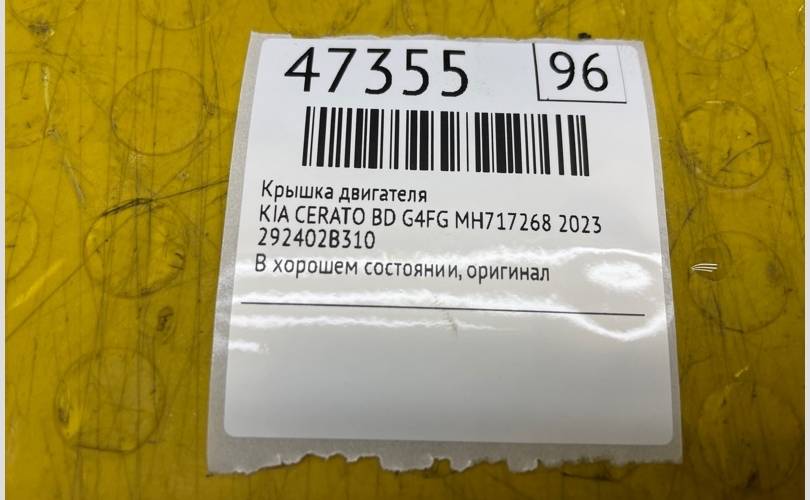 47355 96
Крышка двигателя
KIA CERATO BD G4FG MH717268 2023
292402B310
В хорошем состоянии, оригинал